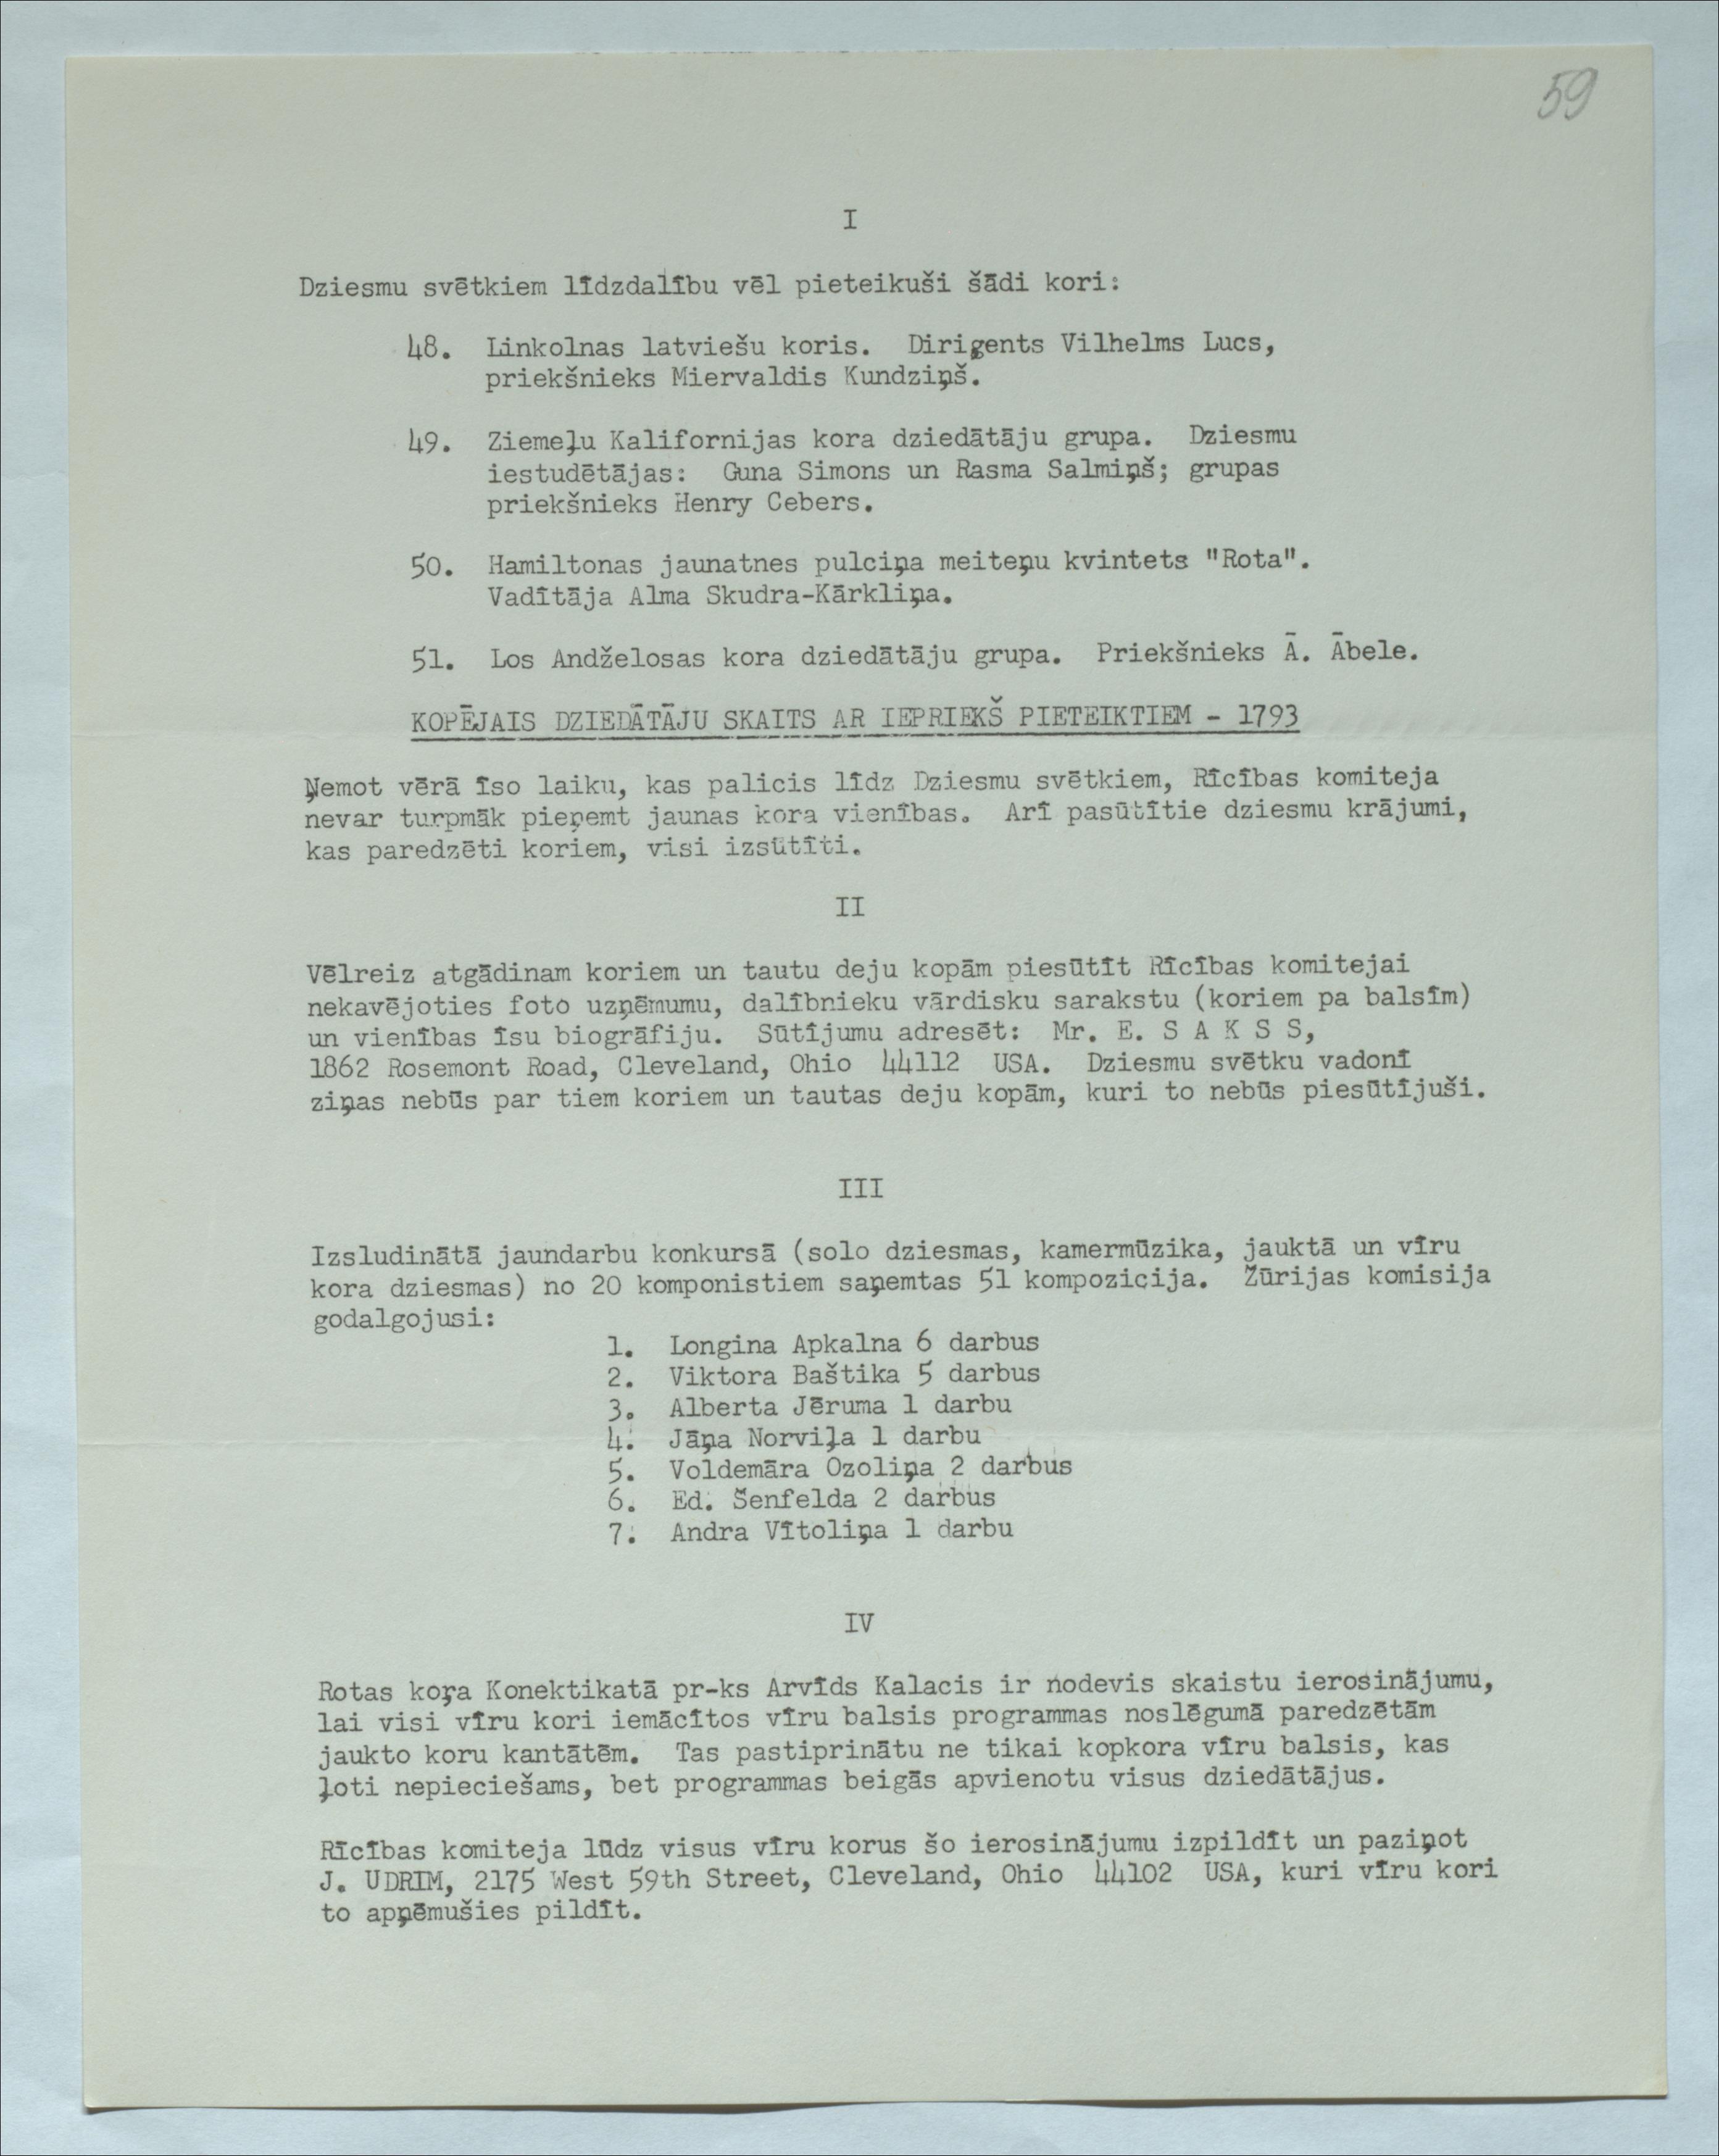 59
I
Dziesmu svētkiem līdzdalību vēl pieteikuši šādi kori:
48. Linkolnas latviešu koris. Diriģents Vilhelms Lucs,
priekšnieks Miervaldis Kundziņš.
49. Ziemeļu Kalifornijas kora dziedātāju grupa. Dziesmu
iestudētājas: Guna Simons un Rasma Salmiņš; grupas
priekšnieks Henry Cebers.
50. Hamiltonas jaunatnes pulciņa meiteņu kvintets "Rota".
Vadītāja Alma Skudra-Kārkliņa.
51. Los Andželosas kora dziedātāju grupa. Priekšnieks Ā. Ābele.
KOPĒJAIS DZIEDĀTĀJU SKAITS AR IEPRIEKŠ PIETEIKTIEM - 1793
Ņemot vērā īso laiku, kas palicis līdz Dziesmu svētkiem, Rīcības komiteja
nevar turpmāk pieņemt jaunas kora vienības. Arī pasūtītie dziesmu krājumi,
kas paredzēti koriem, visi izsūtīti.
II
Vēlreiz atgādinam koriem un tautu deju kopām piesūtīt Rīcības komitejai
nekavējoties foto uzņēmumu, dalībnieku vārdisku sarakstu (koriem pa balsīm)
un vienības īsu biogrāfiju. Sūtījumu adresēt: Mr. E. S A K S S,
1862 Rosemont Road, Cleveland, Ohio 44112 USA. Dziesmu svētku vadonī
ziņas nebūs par tiem koriem un tautas deju kopām, kuri to nebūs piesūtījuši.
III
Izsludinātā jaundarbu konkursā (solo dziesmas, kamermūzika, jauktā un vīru
kora dziesmas) no 20 komponistiem saņemtas 51 kompozicija. Žūrijas komisija
godalgojusi:
1. Longina Apkalna 6 darbus
2. Viktora Baštika 5 darbus
3. Alberta Jēruma 1 darbu
4. Jāņa Norviļa 1 darbu
5. Voldemāra Ozoliņa 2 darbus
6. Ed. Šenfelda 2 darbus
7. Andra Vītoliņa 1 darbu
IV
Rotas koŗa Konektikatā pr-ks Arvīds Kalacis ir nodevis skaistu ierosinājumu,
lai visi vīru kori iemācītos vīru balsis programmas noslēgumā paredzētām
jaukto koru kantātēm. Tas pastiprinātu ne tikai kopkora vīru balsis, kas
ļoti nepieciešams, bet programmas beigās apvienotu visus dziedātājus.
Rīcības komiteja lūdz visus vīru korus šo ierosinājumu izpildīt un paziņot
J. UDRIM, 2175 West 59th Street, Cleveland, Ohio 44102 USA, kuri vīru kori
to apņēmušies pildīt.